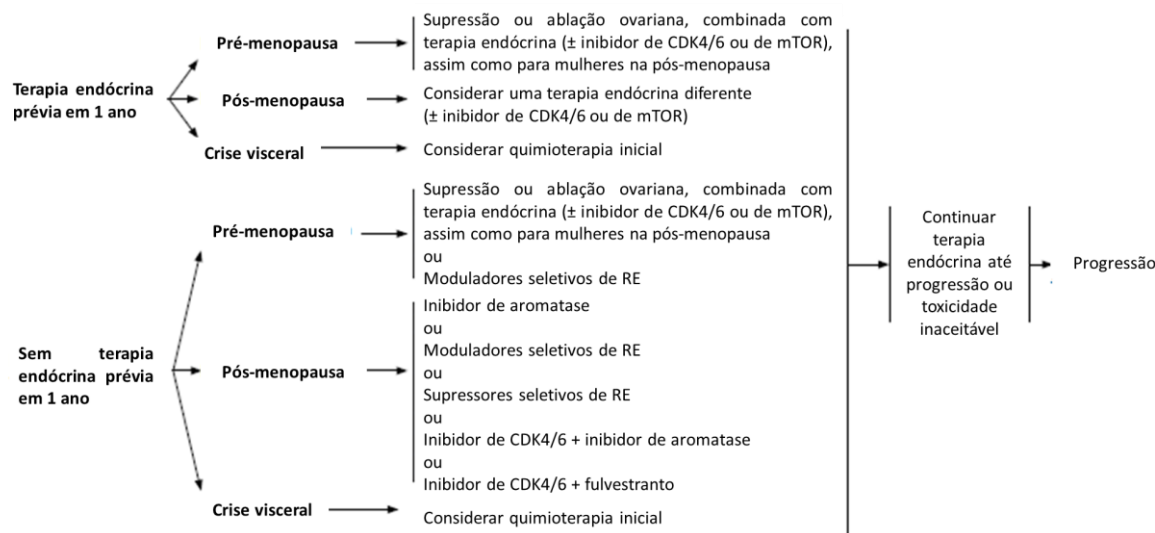 Terapia endócrina
prévia em 1 ano
Pré-menopausa
Supressão ou ablação ovariana, combinada com
terapia endócrina (± inibidor de CDK4/6 ou de mTOR),
assim como para mulheres na pós-menopausa
Pós-menopausa
Considerar uma terapia endócrina diferente
(± inibidor de CDK4/6 ou de mTOR)
Crise visceral
Considerar quimioterapia inicial
Sem terapia
endócrina prévia
em 1 ano
Pré-menopausa
Supressão ou ablação ovariana, combinada com
terapia endócrina (± inibidor de CDK4/6 ou de mTOR),
assim como para mulheres na pós-menopausa
ou
Moduladores seletivos de RE
Pós-menopausa
Inibidor de aromatase
ou
Moduladores seletivos de RE
ou
Supressores seletivos de RE
ou
Inibidor de CDK4/6 + inibidor de aromatase
ou
Inibidor de CDK4/6 + fulvestranto
Crise visceral
Considerar quimioterapia inicial
Continuar
terapia
endócrina até
progressão ou
toxicidade
inaceitável
Progressão